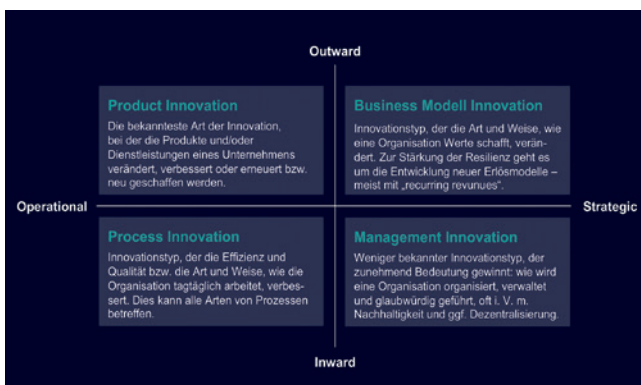 Outward
Product Innovation
Die bekannteste Art der Innovation,
bei der die Produkte und/oder
Dienstleistungen eines Unternehmens
verändert, verbessert oder erneuert bzw.
neu geschaffen werden.
Business Modell Innovation
Innovationstyp, der die Art und Weise, wie
eine Organisation Werte schafft, verän-
dert. Zur Stärkung der Resilienz geht es
um die Entwicklung neuer Erlösmodelle –
meist mit „recurring revunues“.
Operational
Strategic
Process Innovation
Innovationstyp, der die Effizienz und
Qualität bzw. die Art und Weise, wie die
Organisation tagtäglich arbeitet, verbes-
sert. Dies kann alle Arten von Prozessen
betreffen.
Management Innovation
Weniger bekannter Innovationstyp, der
zunehmend Bedeutung gewinnt: wie wird
eine Organisation organisiert, verwaltet
und glaubwürdig geführt, oft i. V. m.
Nachhaltigkeit und ggf. Dezentralisierung.
Inward